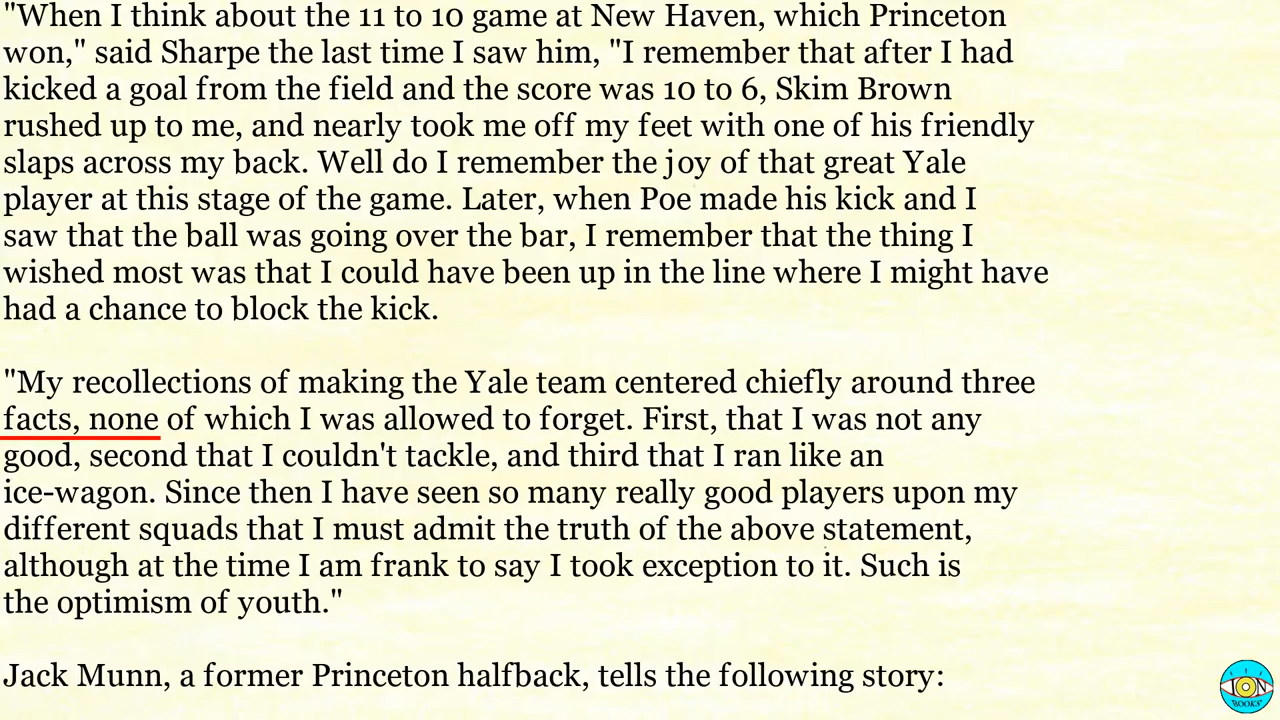 "When I think about the 11 to 10 game at New Haven, which Princeton
won," said Sharpe the last time I saw him, "I remember that after I had
kicked a goal from the field and the score was 10 to 6, Skim Brown
rushed up to me, and nearly took me off my feet with one of his friendly
slaps across my back. Well do I remember the joy of that great Yale
player at this stage of the game. Later, when Poe made his kick and I
saw that the ball was going over the bar, I remember that the thing I
wished most was that I could have been up in the line where I might have
had a chance to block the kick.
"My recollections of making the Yale team centered chiefly around three
facts, none of which I was allowed to forget. First, that I was not any
good, second that I couldn't tackle, and third that I ran like an
ice-wagon. Since then I have seen so many really good players upon my
different squads that I must admit the truth of the above statement,
although at the time I am frank to say I took exception to it. Such is
the optimism of youth."
Jack Munn, a former Princeton halfback, tells the following story:
ION
BOOKS